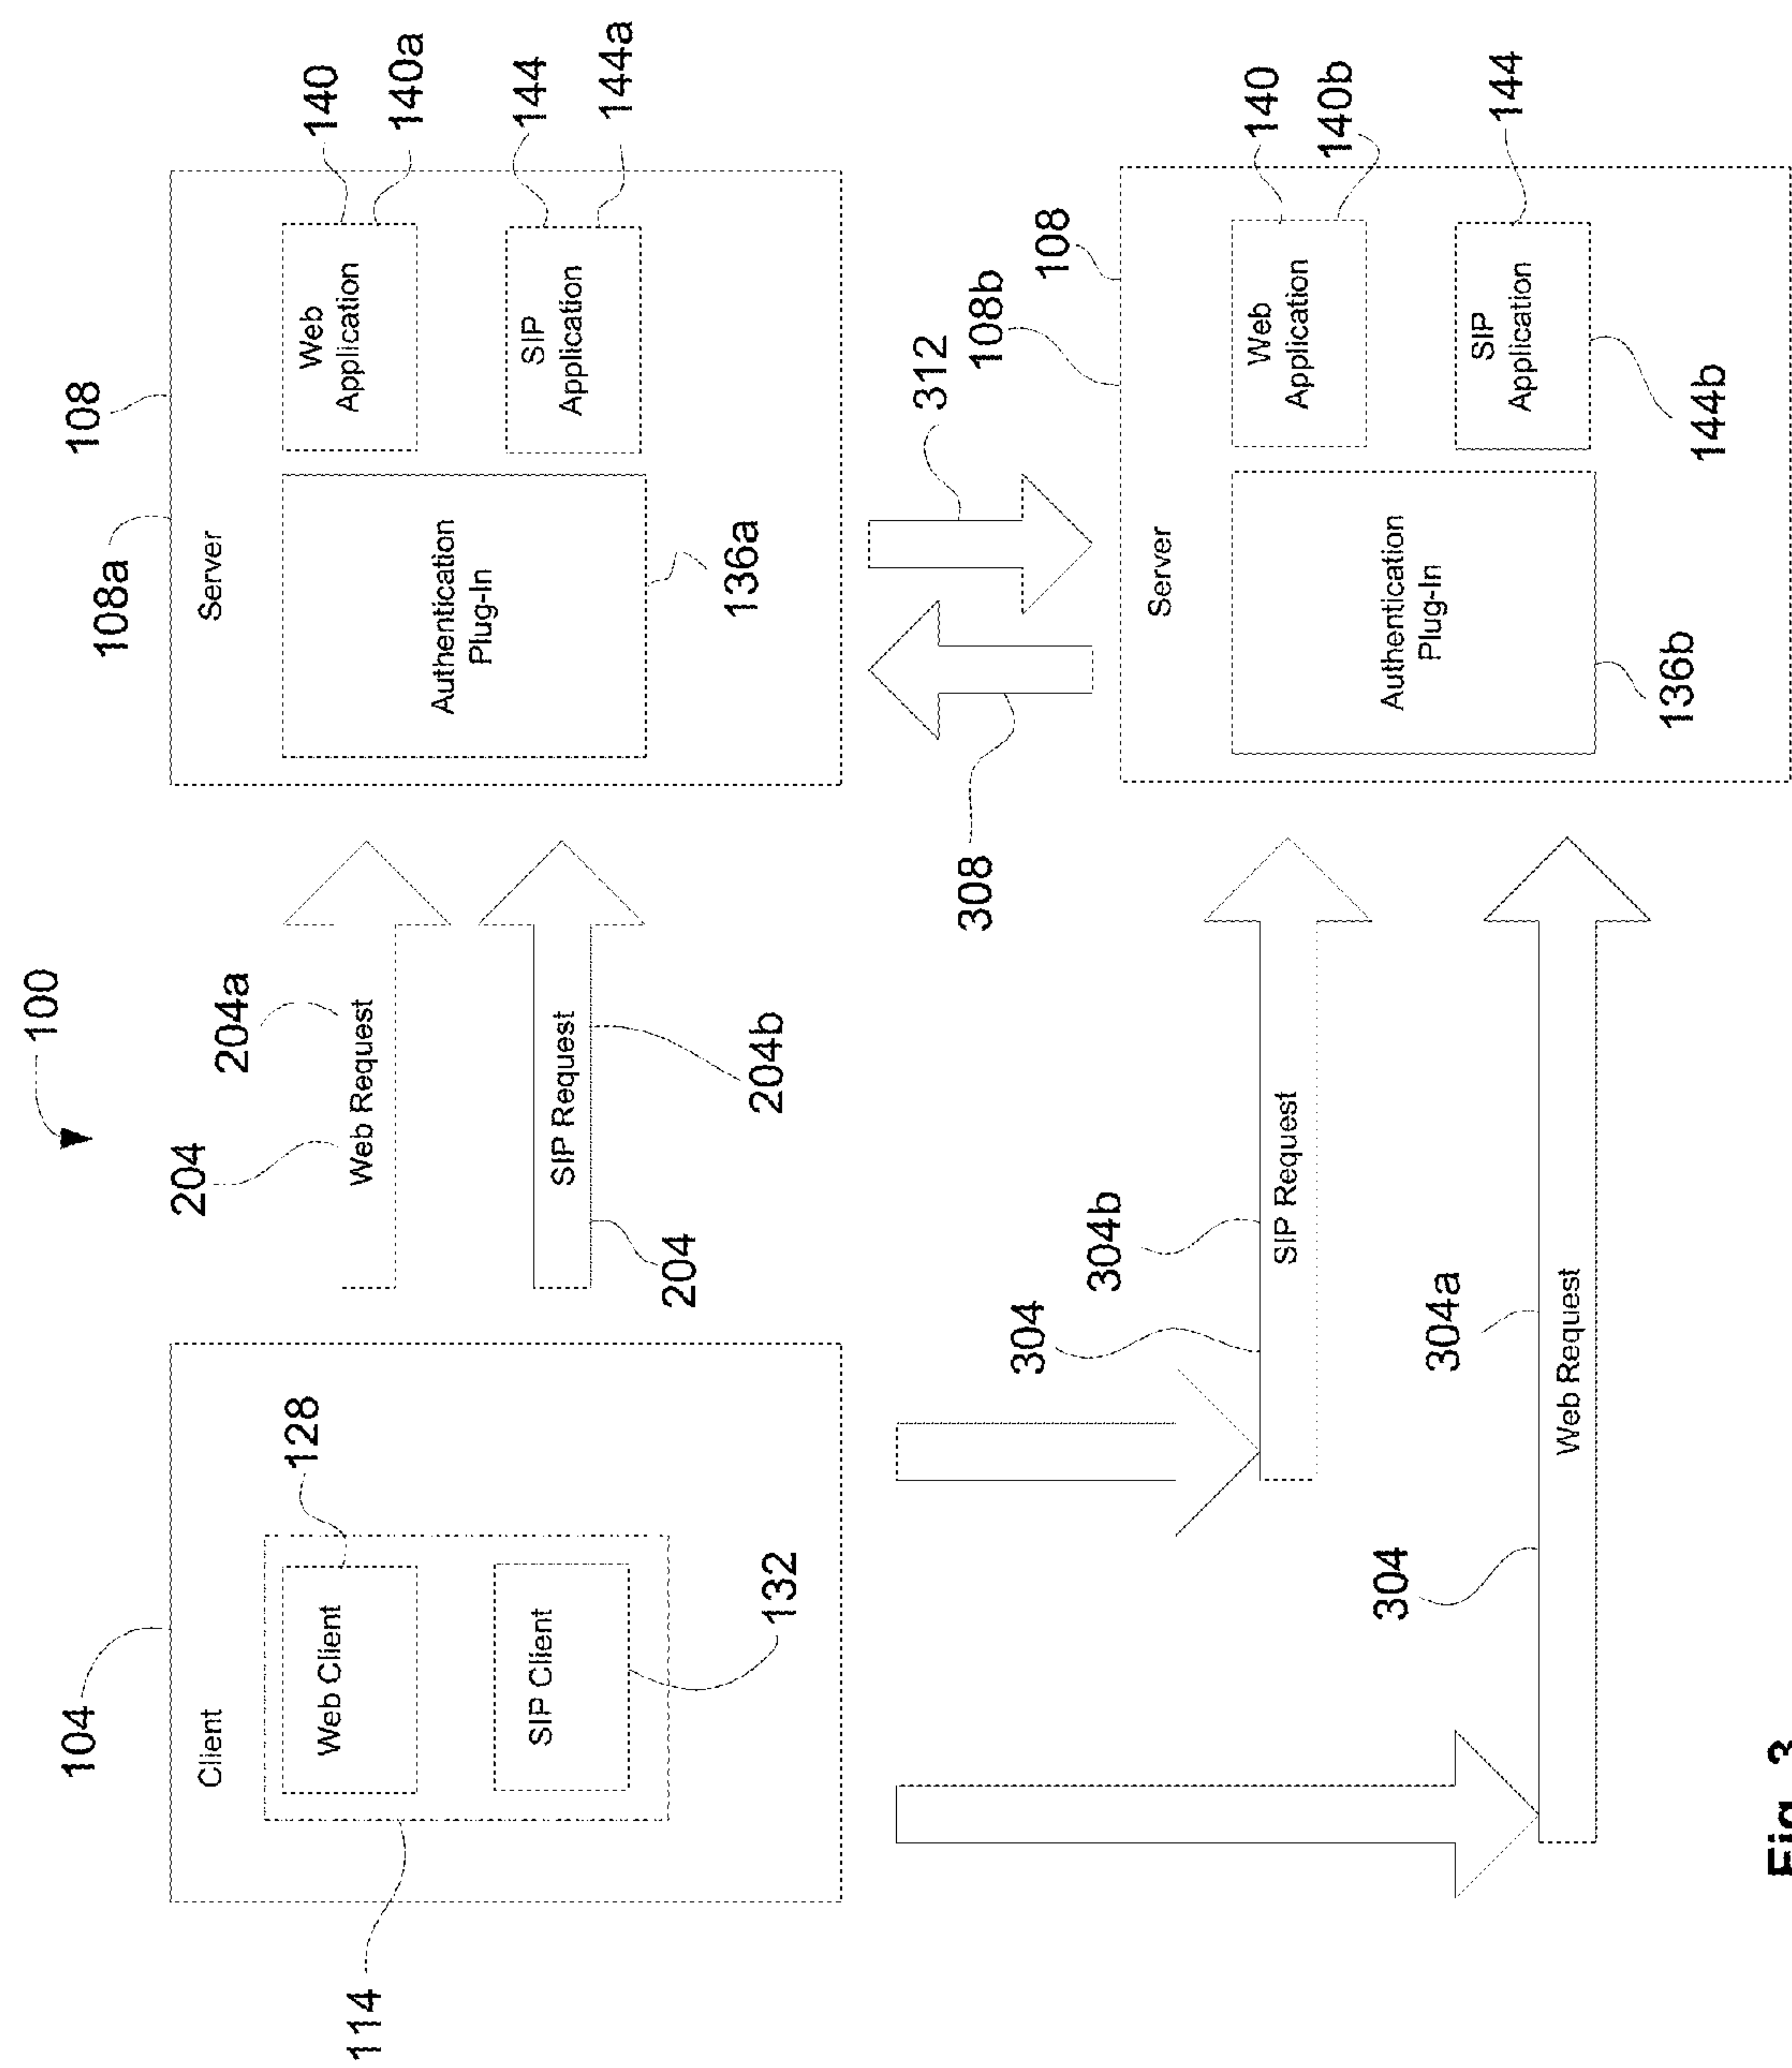 100
104
Client
114
Web Client
128
SIP Client
132
204
204a
Web Request
SIP Request
204
204b
108a
108
Server
Authentication
Plug-In
136a
Web
Application
140
140a
SIP
Application
144
144a
308
312
304
304b
SIP Request
304
304a
Web Request
108b
108
Server
Authentication
Plug-In
136b
Web
Application
140
140b
SIP
Application
144
144b
Fig. 3